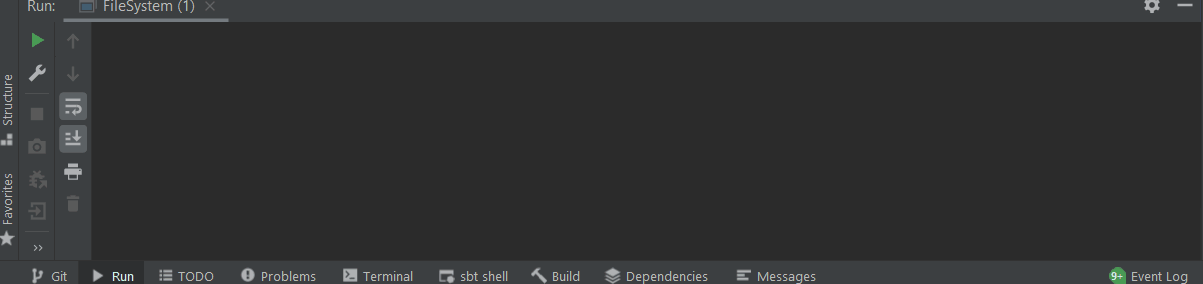 Run: FileSystem (1)
Structure
Favorites
Git Run TODO Problems Terminal sbt shell Build Dependencies Messages 9+ Event Log